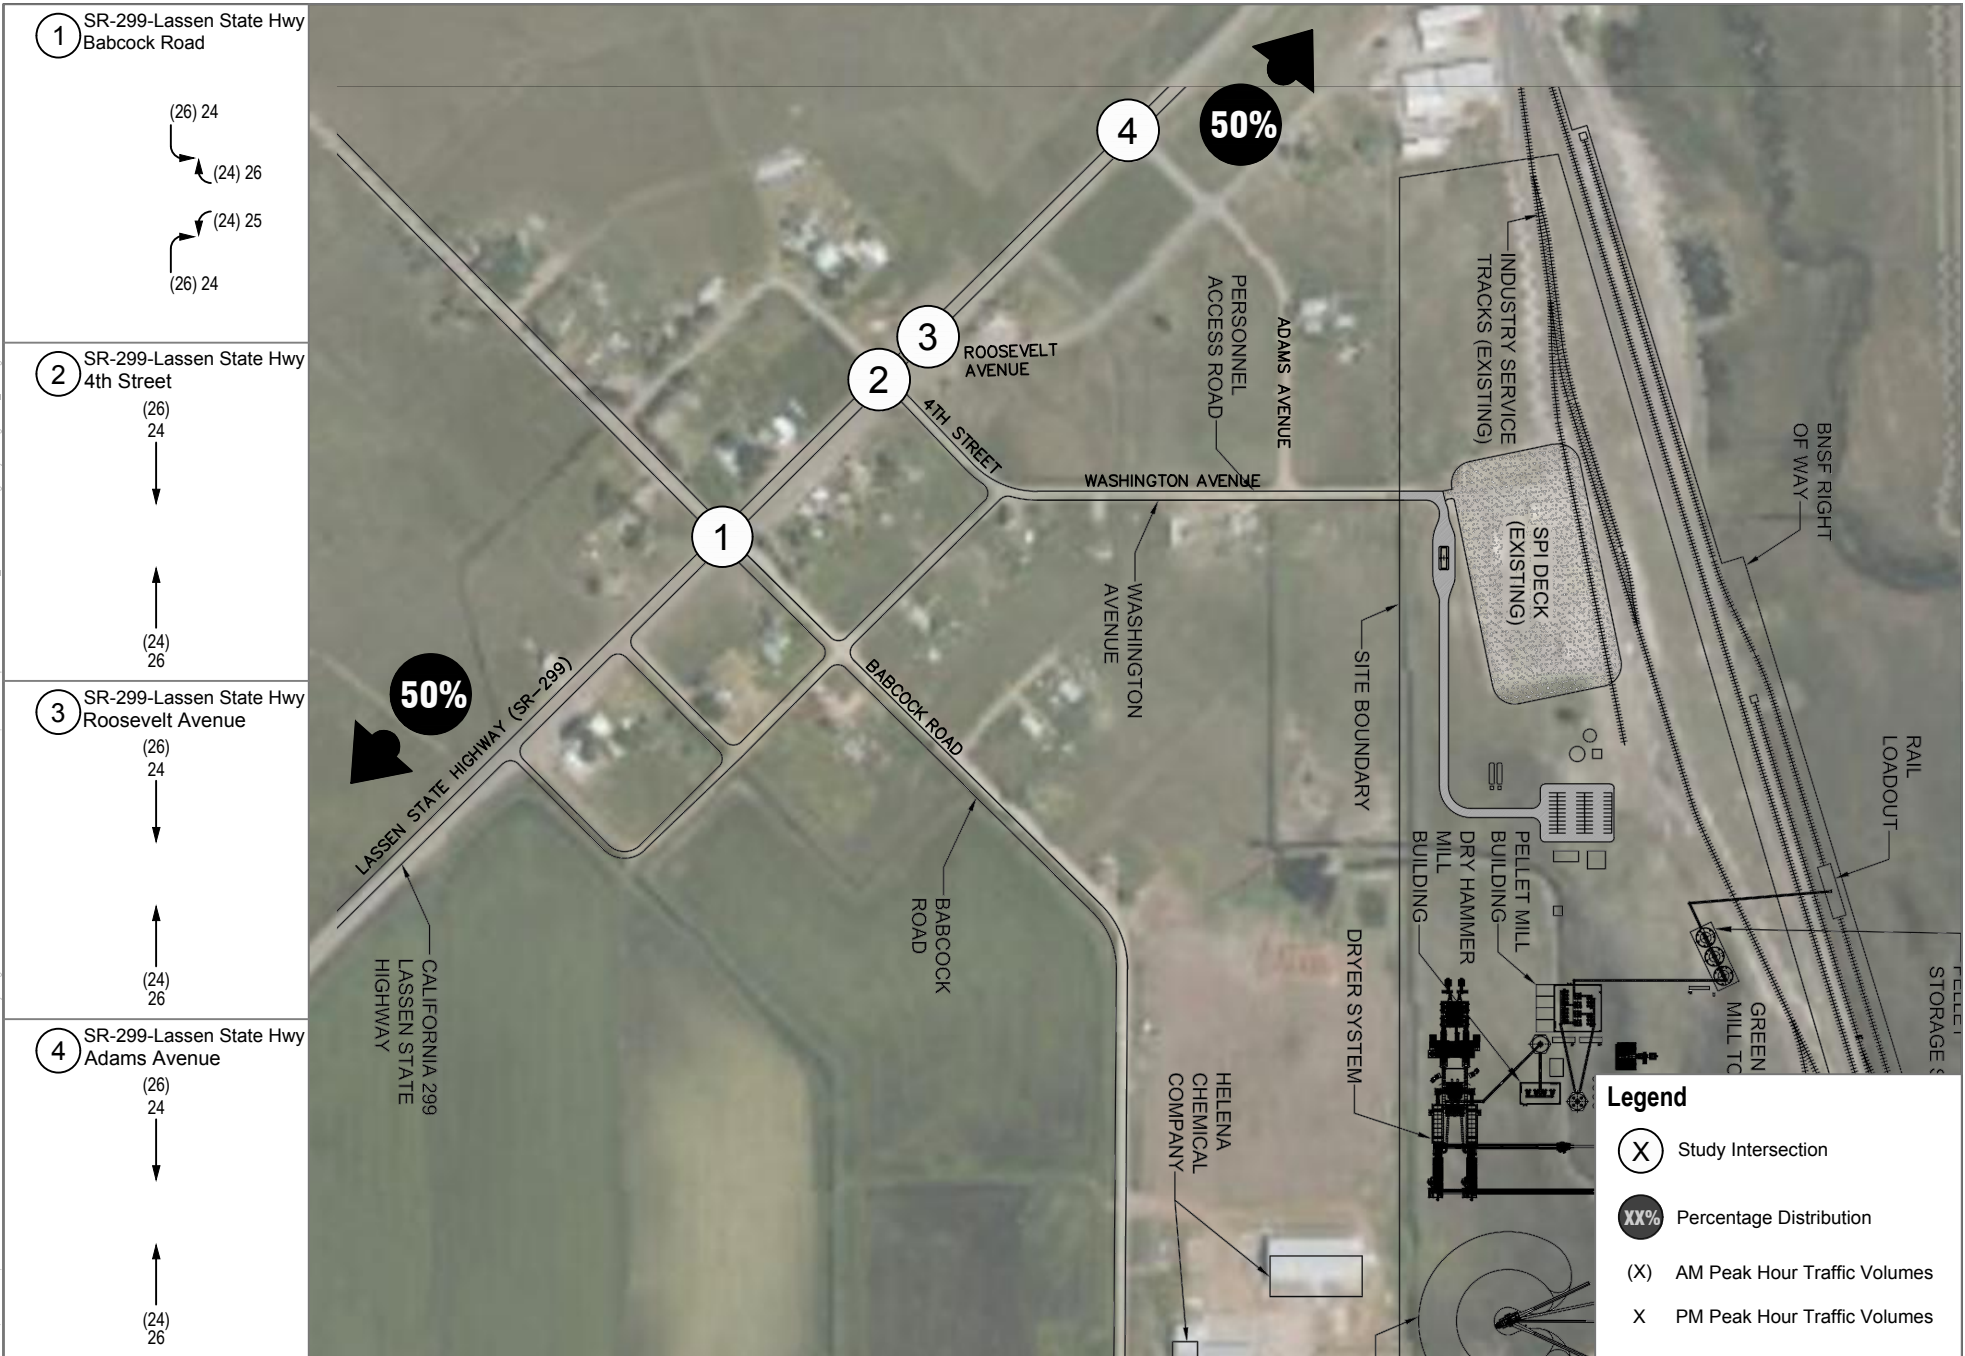 1
SR-299-Lassen State Hwy
Babcock Road
(26) 24
(24) 26
(24) 25
(26) 24
2
SR-299-Lassen State Hwy
4th Street
(26)
24
(24)
26
3
SR-299-Lassen State Hwy
Roosevelt Avenue
(26)
24
(24)
26
4
SR-299-Lassen State Hwy
Adams Avenue
(26)
24
(24)
26
4
50%
3
ROOSEVELT
AVENUE
2
4TH STREET
1
PERSONNEL
ACCESS ROAD
ADAMS AVENUE
WASHINGTON AVENUE
WASHINGTON
AVENUE
INDUSTRY SERVICE
TRACKS (EXISTING)
BNSF RIGHT
OF WAY
SPI DECK
(EXISTING)
SITE BOUNDARY
50%
LASSEN STATE HIGHWAY (SR-299)
BABCOCK ROAD
BABCOCK
ROAD
CALIFORNIA 299
LASSEN STATE
HIGHWAY
RAIL
LOADOUT
PELLET MILL
BUILDING
DRY HAMMER
MILL
BUILDING
DRYER SYSTEM
STORAGE
GREEN
MILL
HELENA
CHEMICAL
COMPANY
Legend
X Study Intersection
XX% Percentage Distribution
(X) AM Peak Hour Traffic Volumes
X PM Peak Hour Traffic Volumes